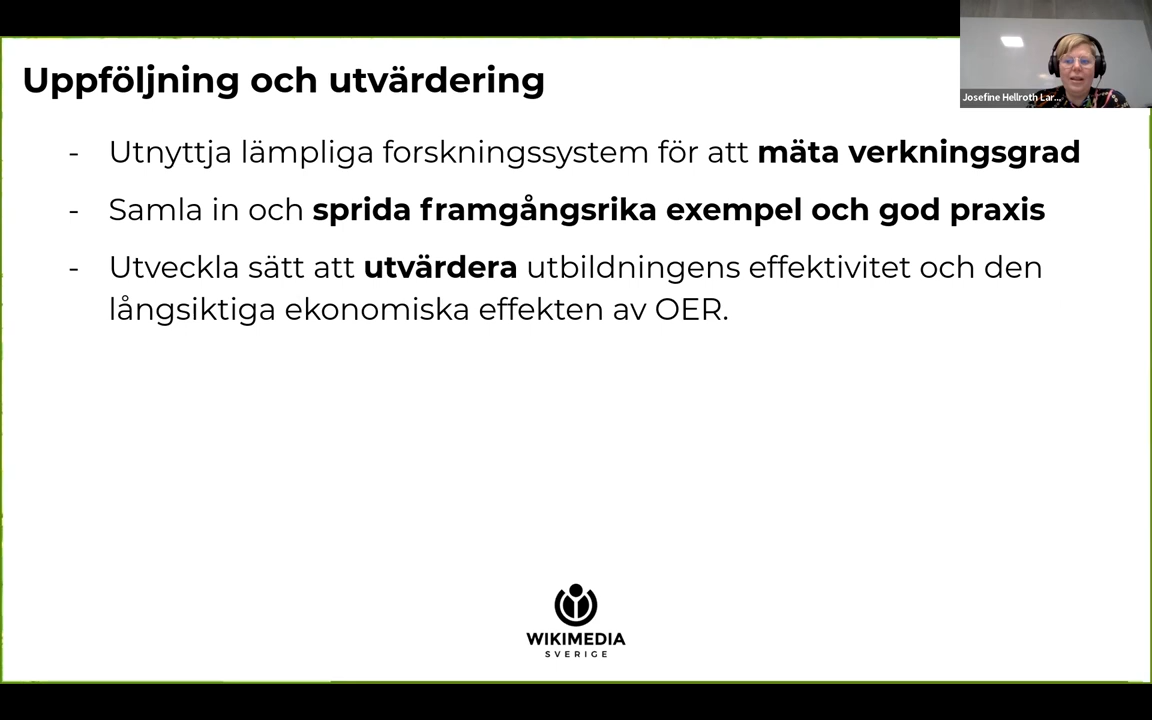 Uppföljning och utvärdering
Josefine Hellroth Lar...
- Utnyttja lämpliga forskningssystem för att mäta verkningsgrad
- Samla in och sprida framgångsrika exempel och god praxis
- Utveckla sätt att utvärdera utbildningens effektivitet och den
långsiktiga ekonomiska effekten av OER.
WIKIMEDIA
SVERIGE